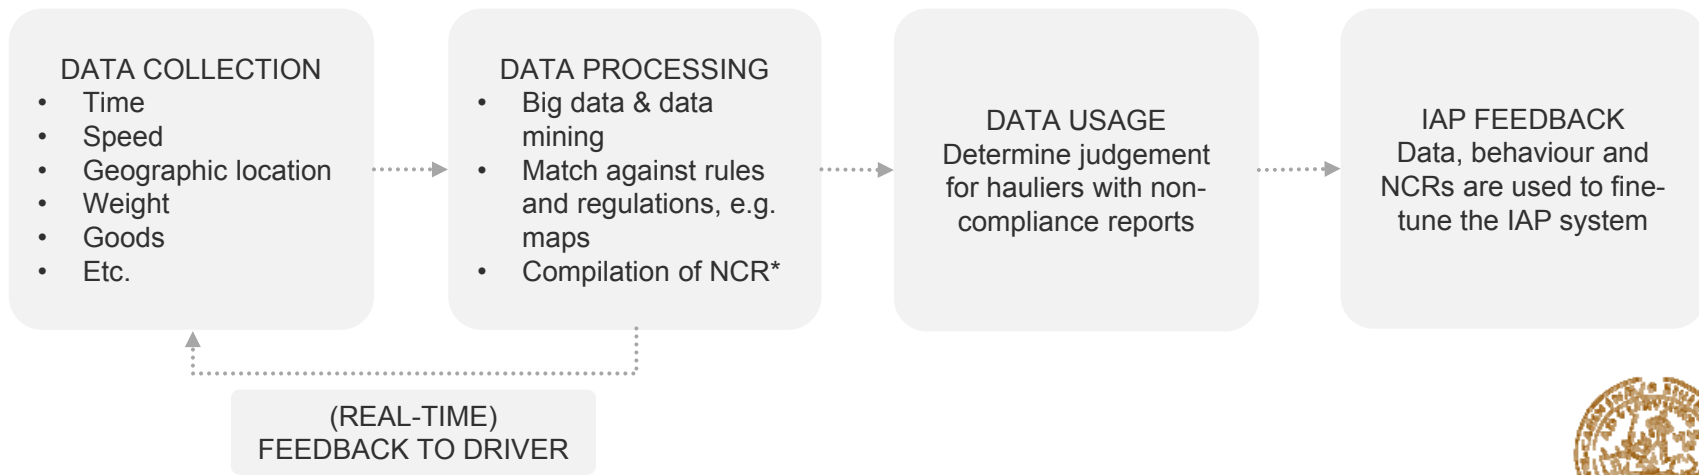 DATA COLLECTION
• Time
• Speed
• Geographic location
• Weight
• Goods
• Etc.
DATA PROCESSING
• Big data & data
mining
• Match against rules
and regulations, e.g.
maps
• Compilation of NCR*
DATA USAGE
Determine judgement
for hauliers with non-
compliance reports
IAP FEEDBACK
Data, behaviour and
NCRs are used to fine-
tune the IAP system
(REAL-TIME)
FEEDBACK TO DRIVER